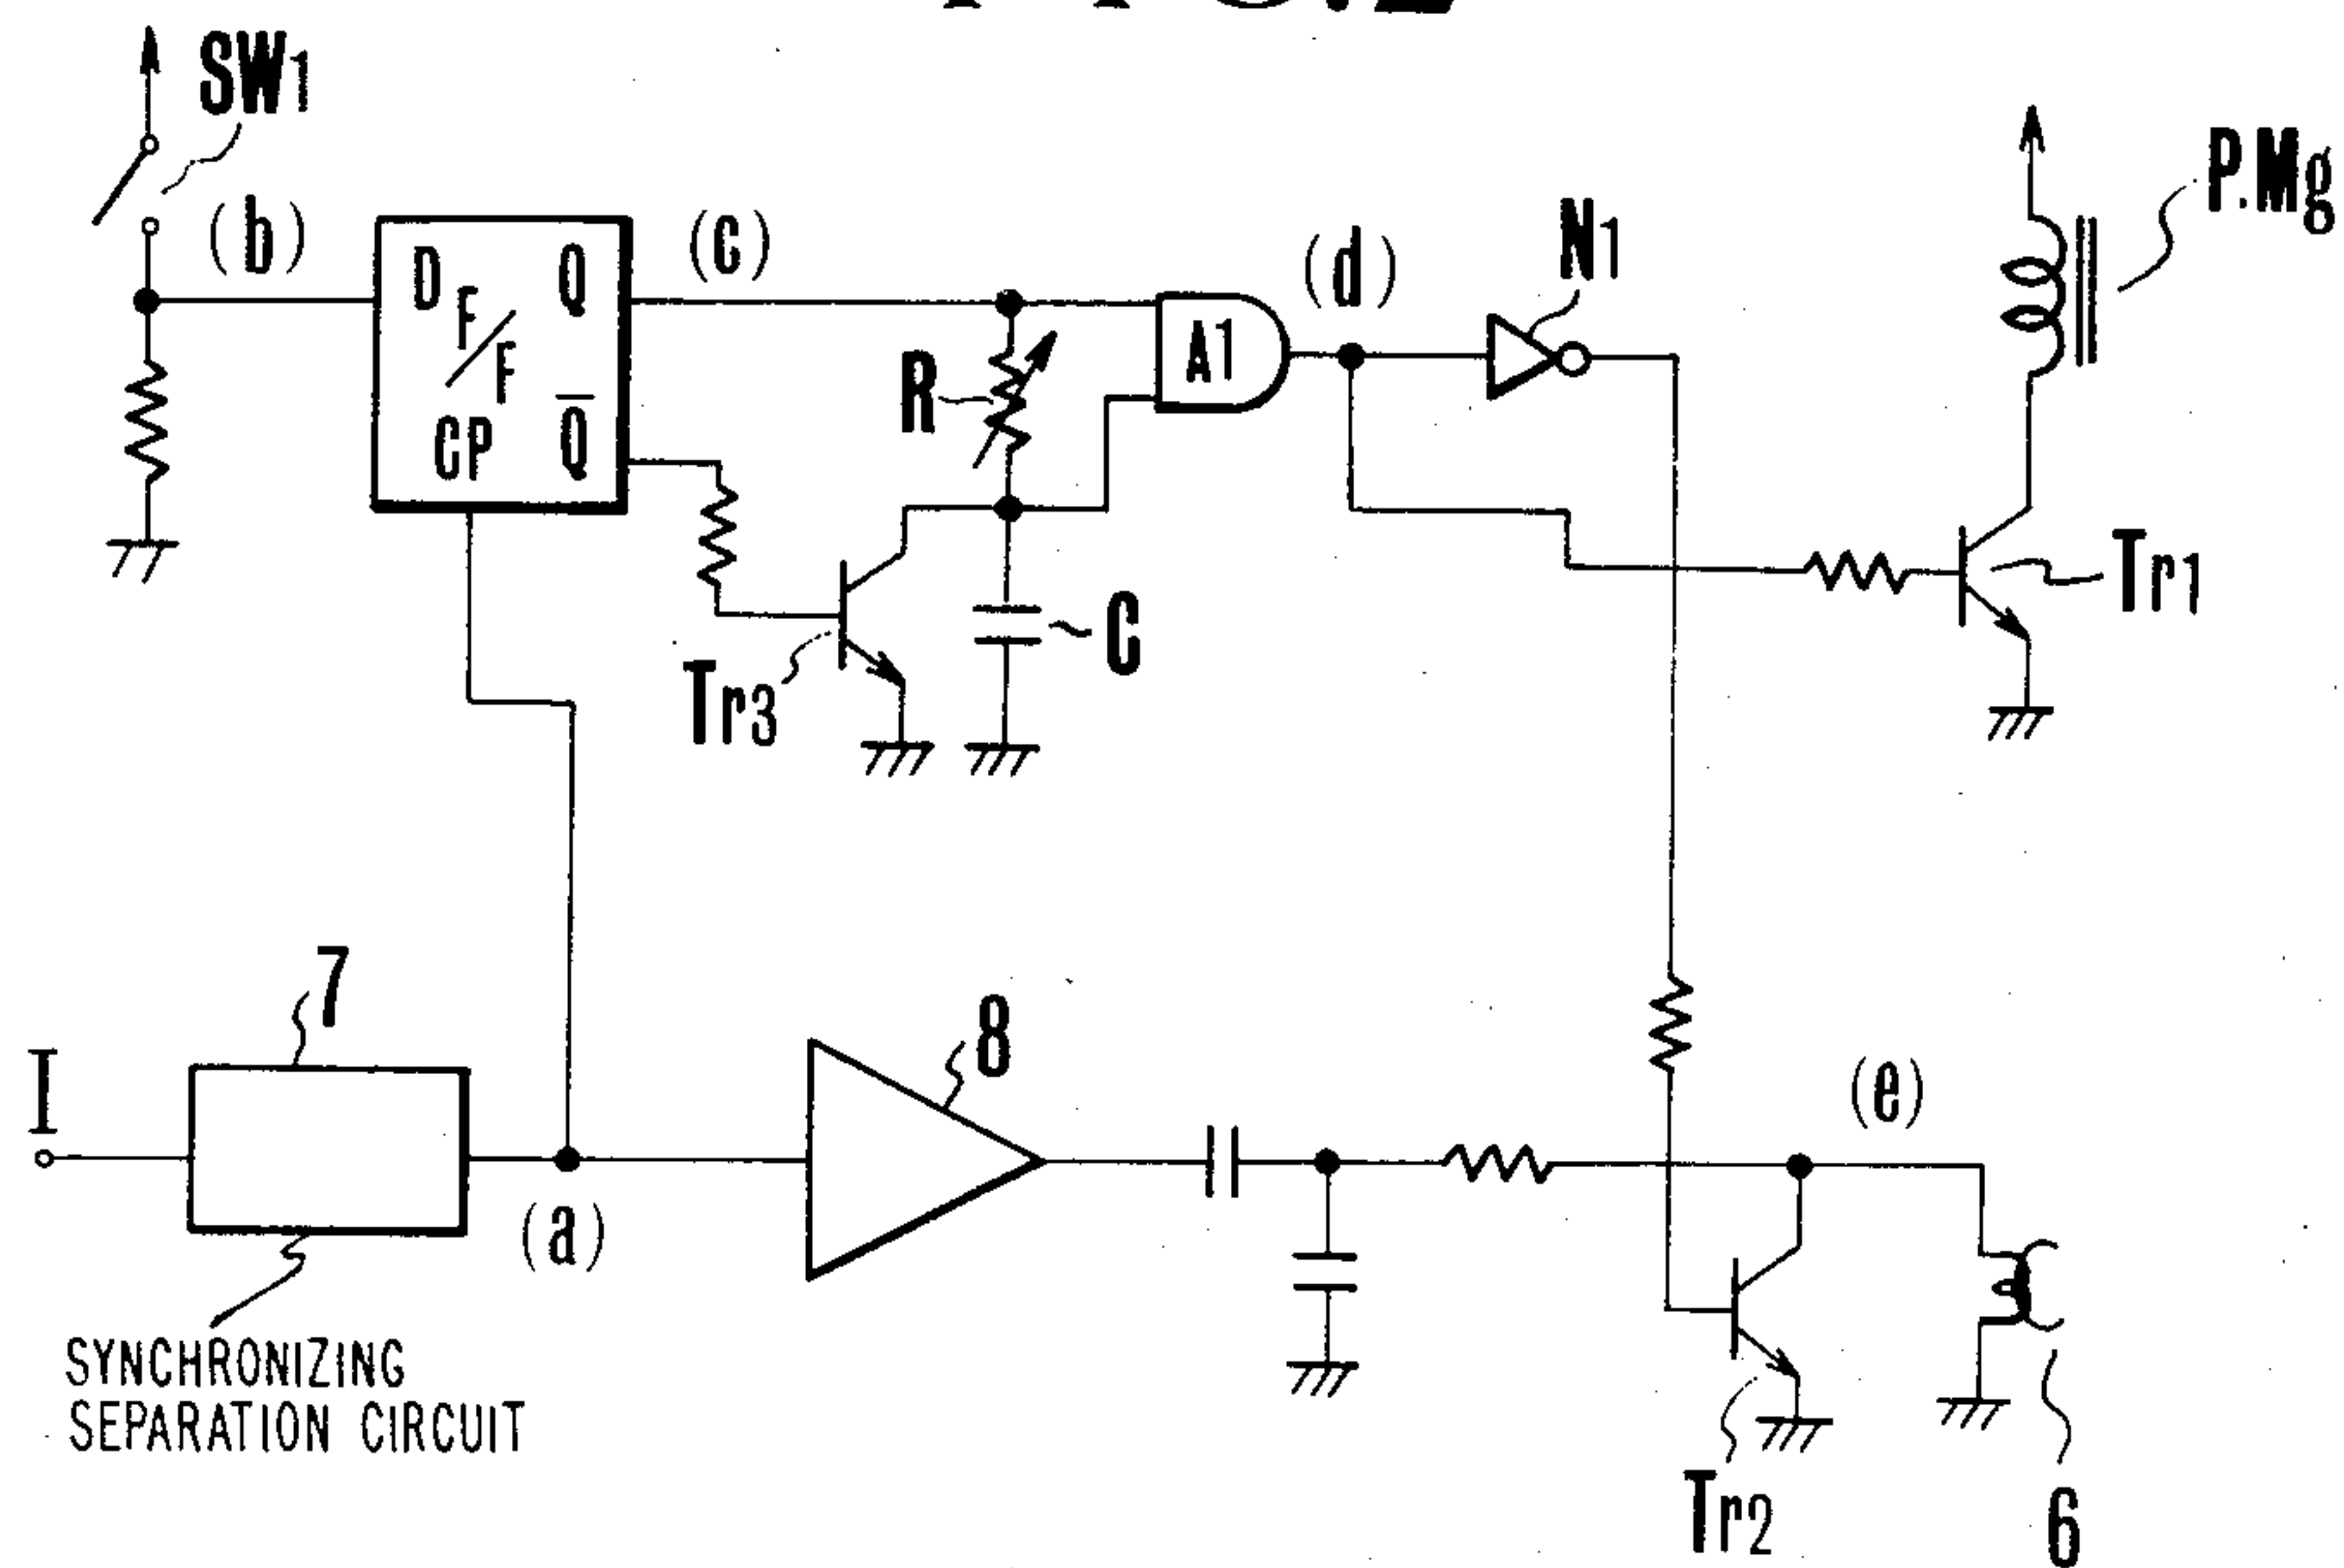 SW1
P.Mg
(b)
(c)
(d)
N1
D
F/F
Q
CP
Q̅
R
A1
C
Tr1
Tr3
7
8
I
(a)
(e)
SYNCHRONIZING
SEPARATION CIRCUIT
Tr2
6